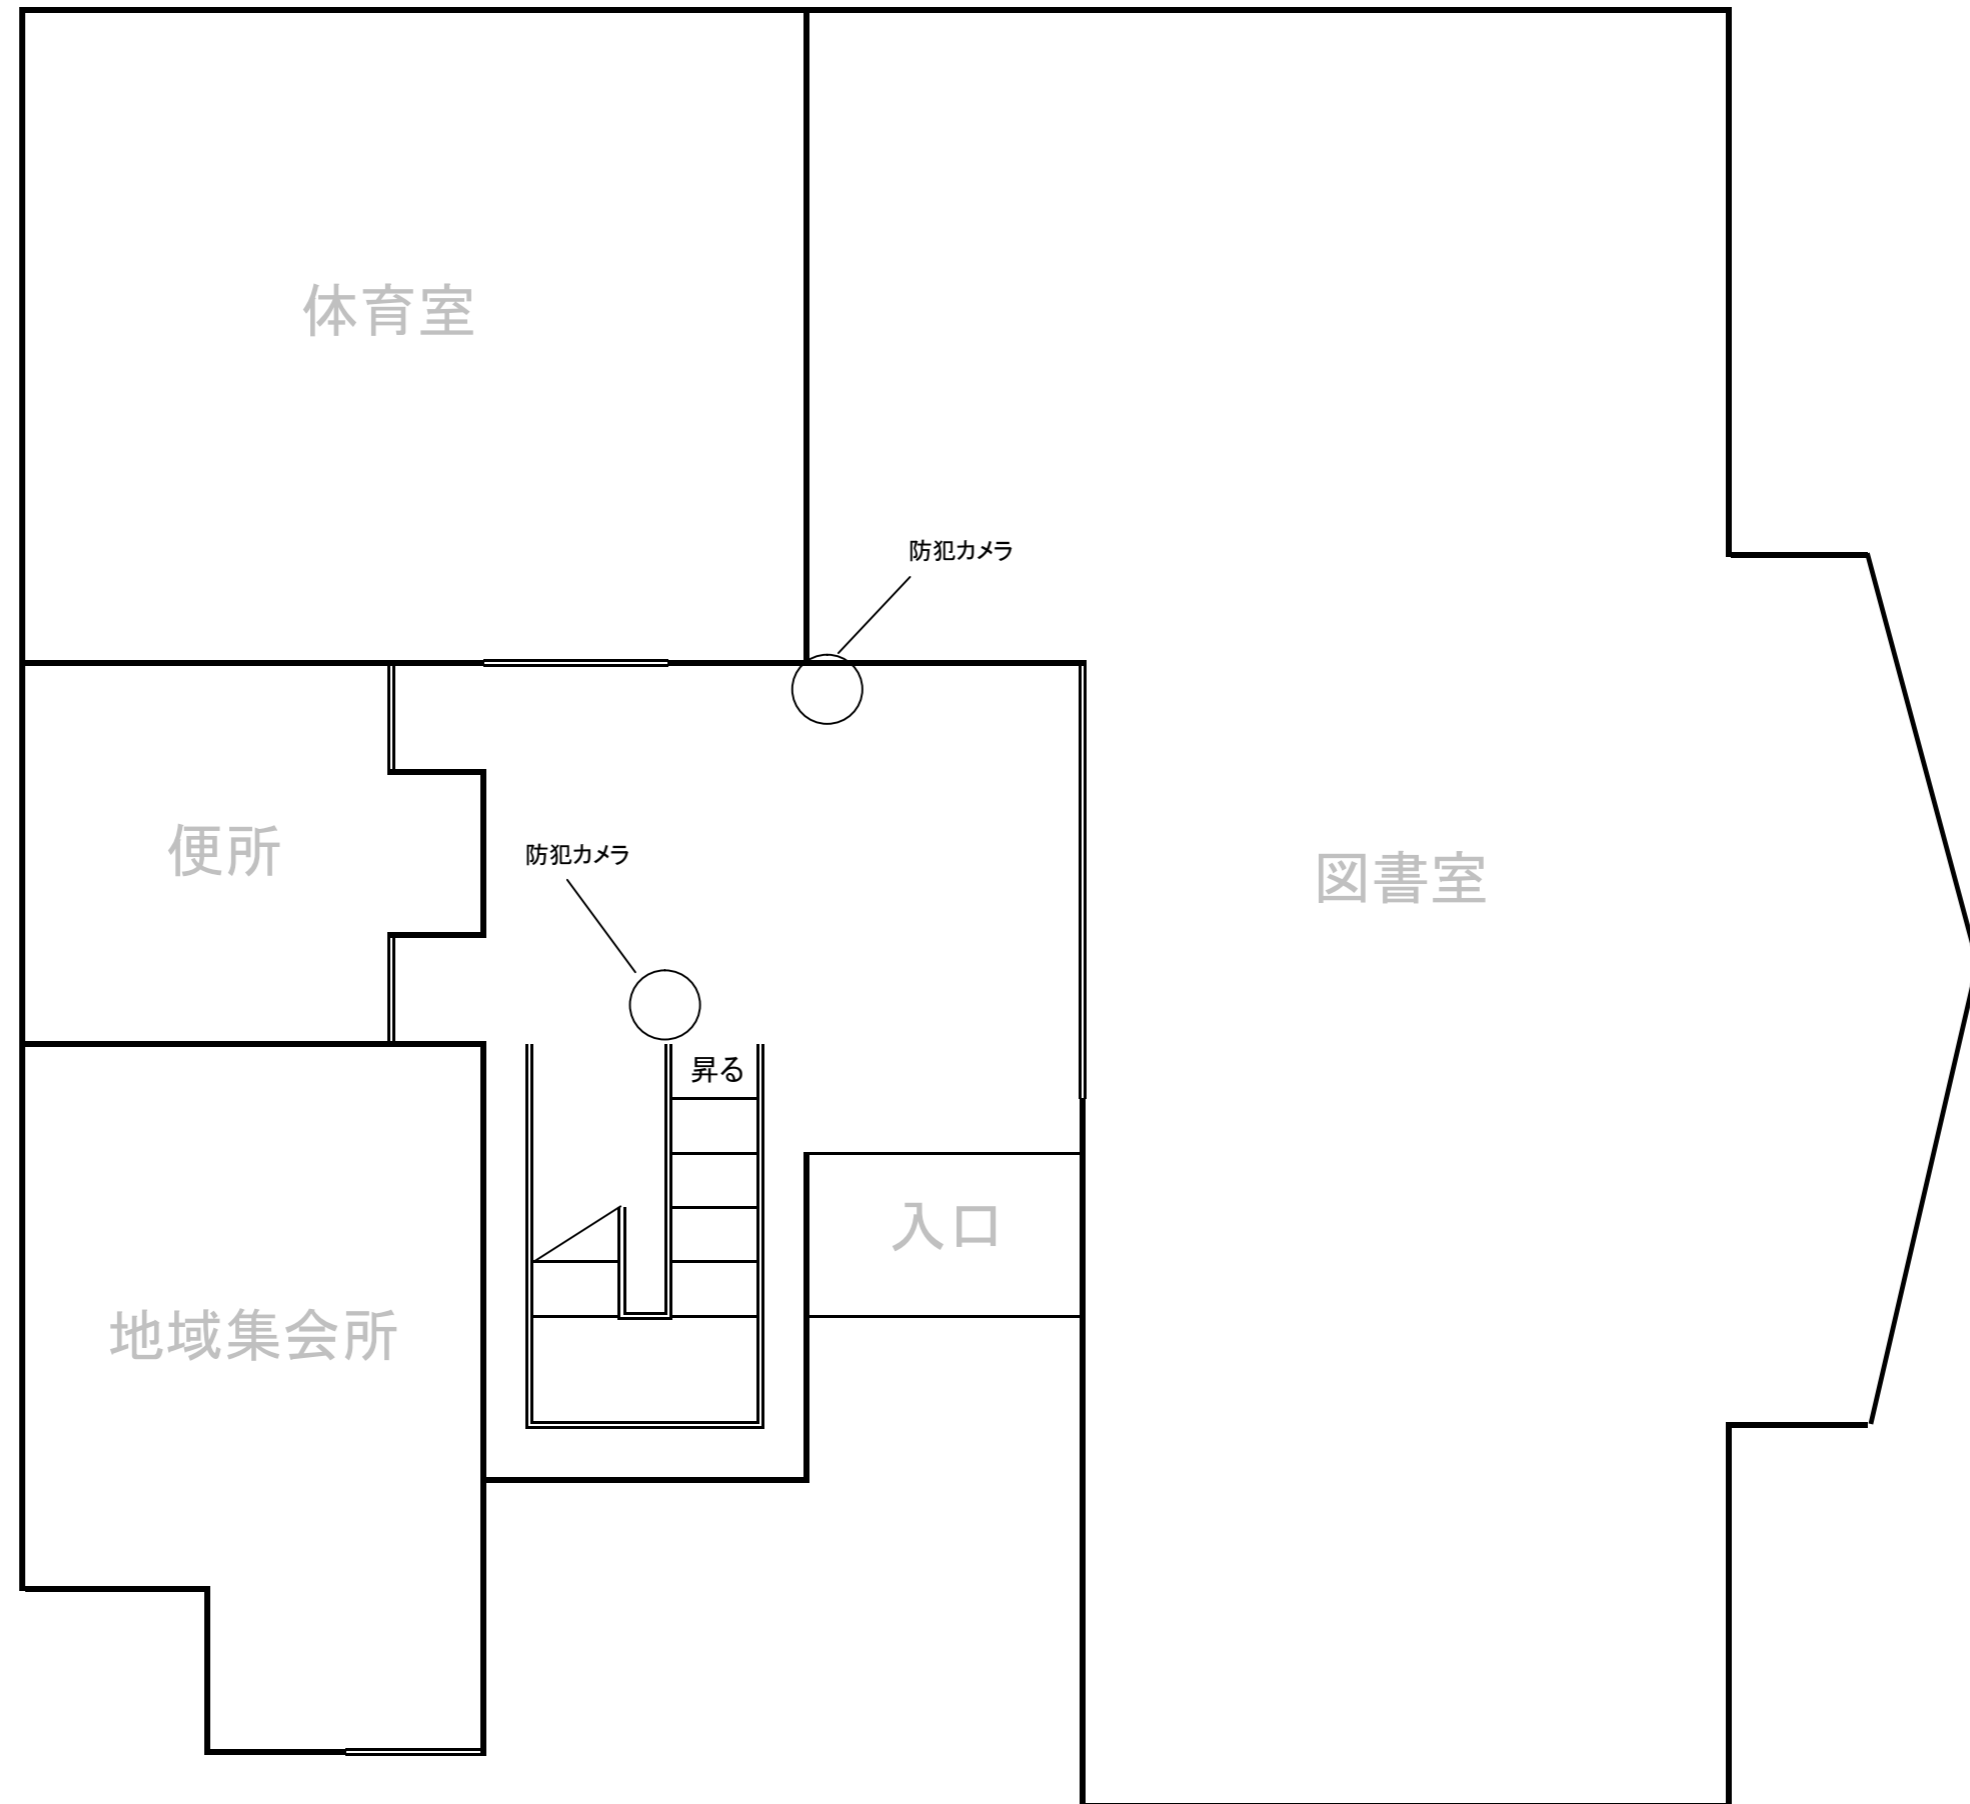 体育室
防犯カメラ
便所
防犯カメラ
図書室
昇る
入口
地域集会所